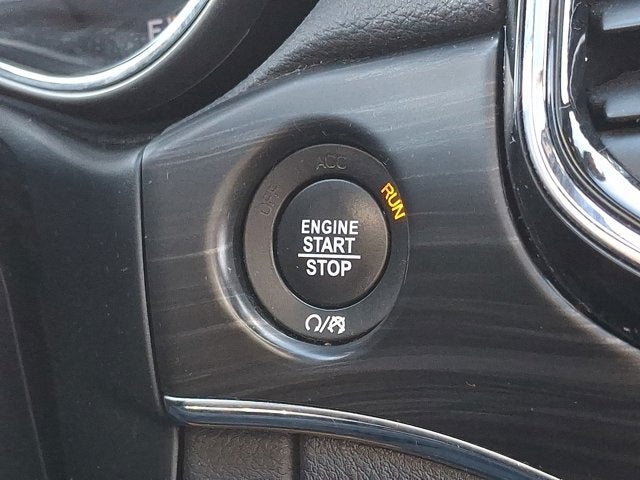 ACC
OFF
RUN
ENGINE
START
STOP